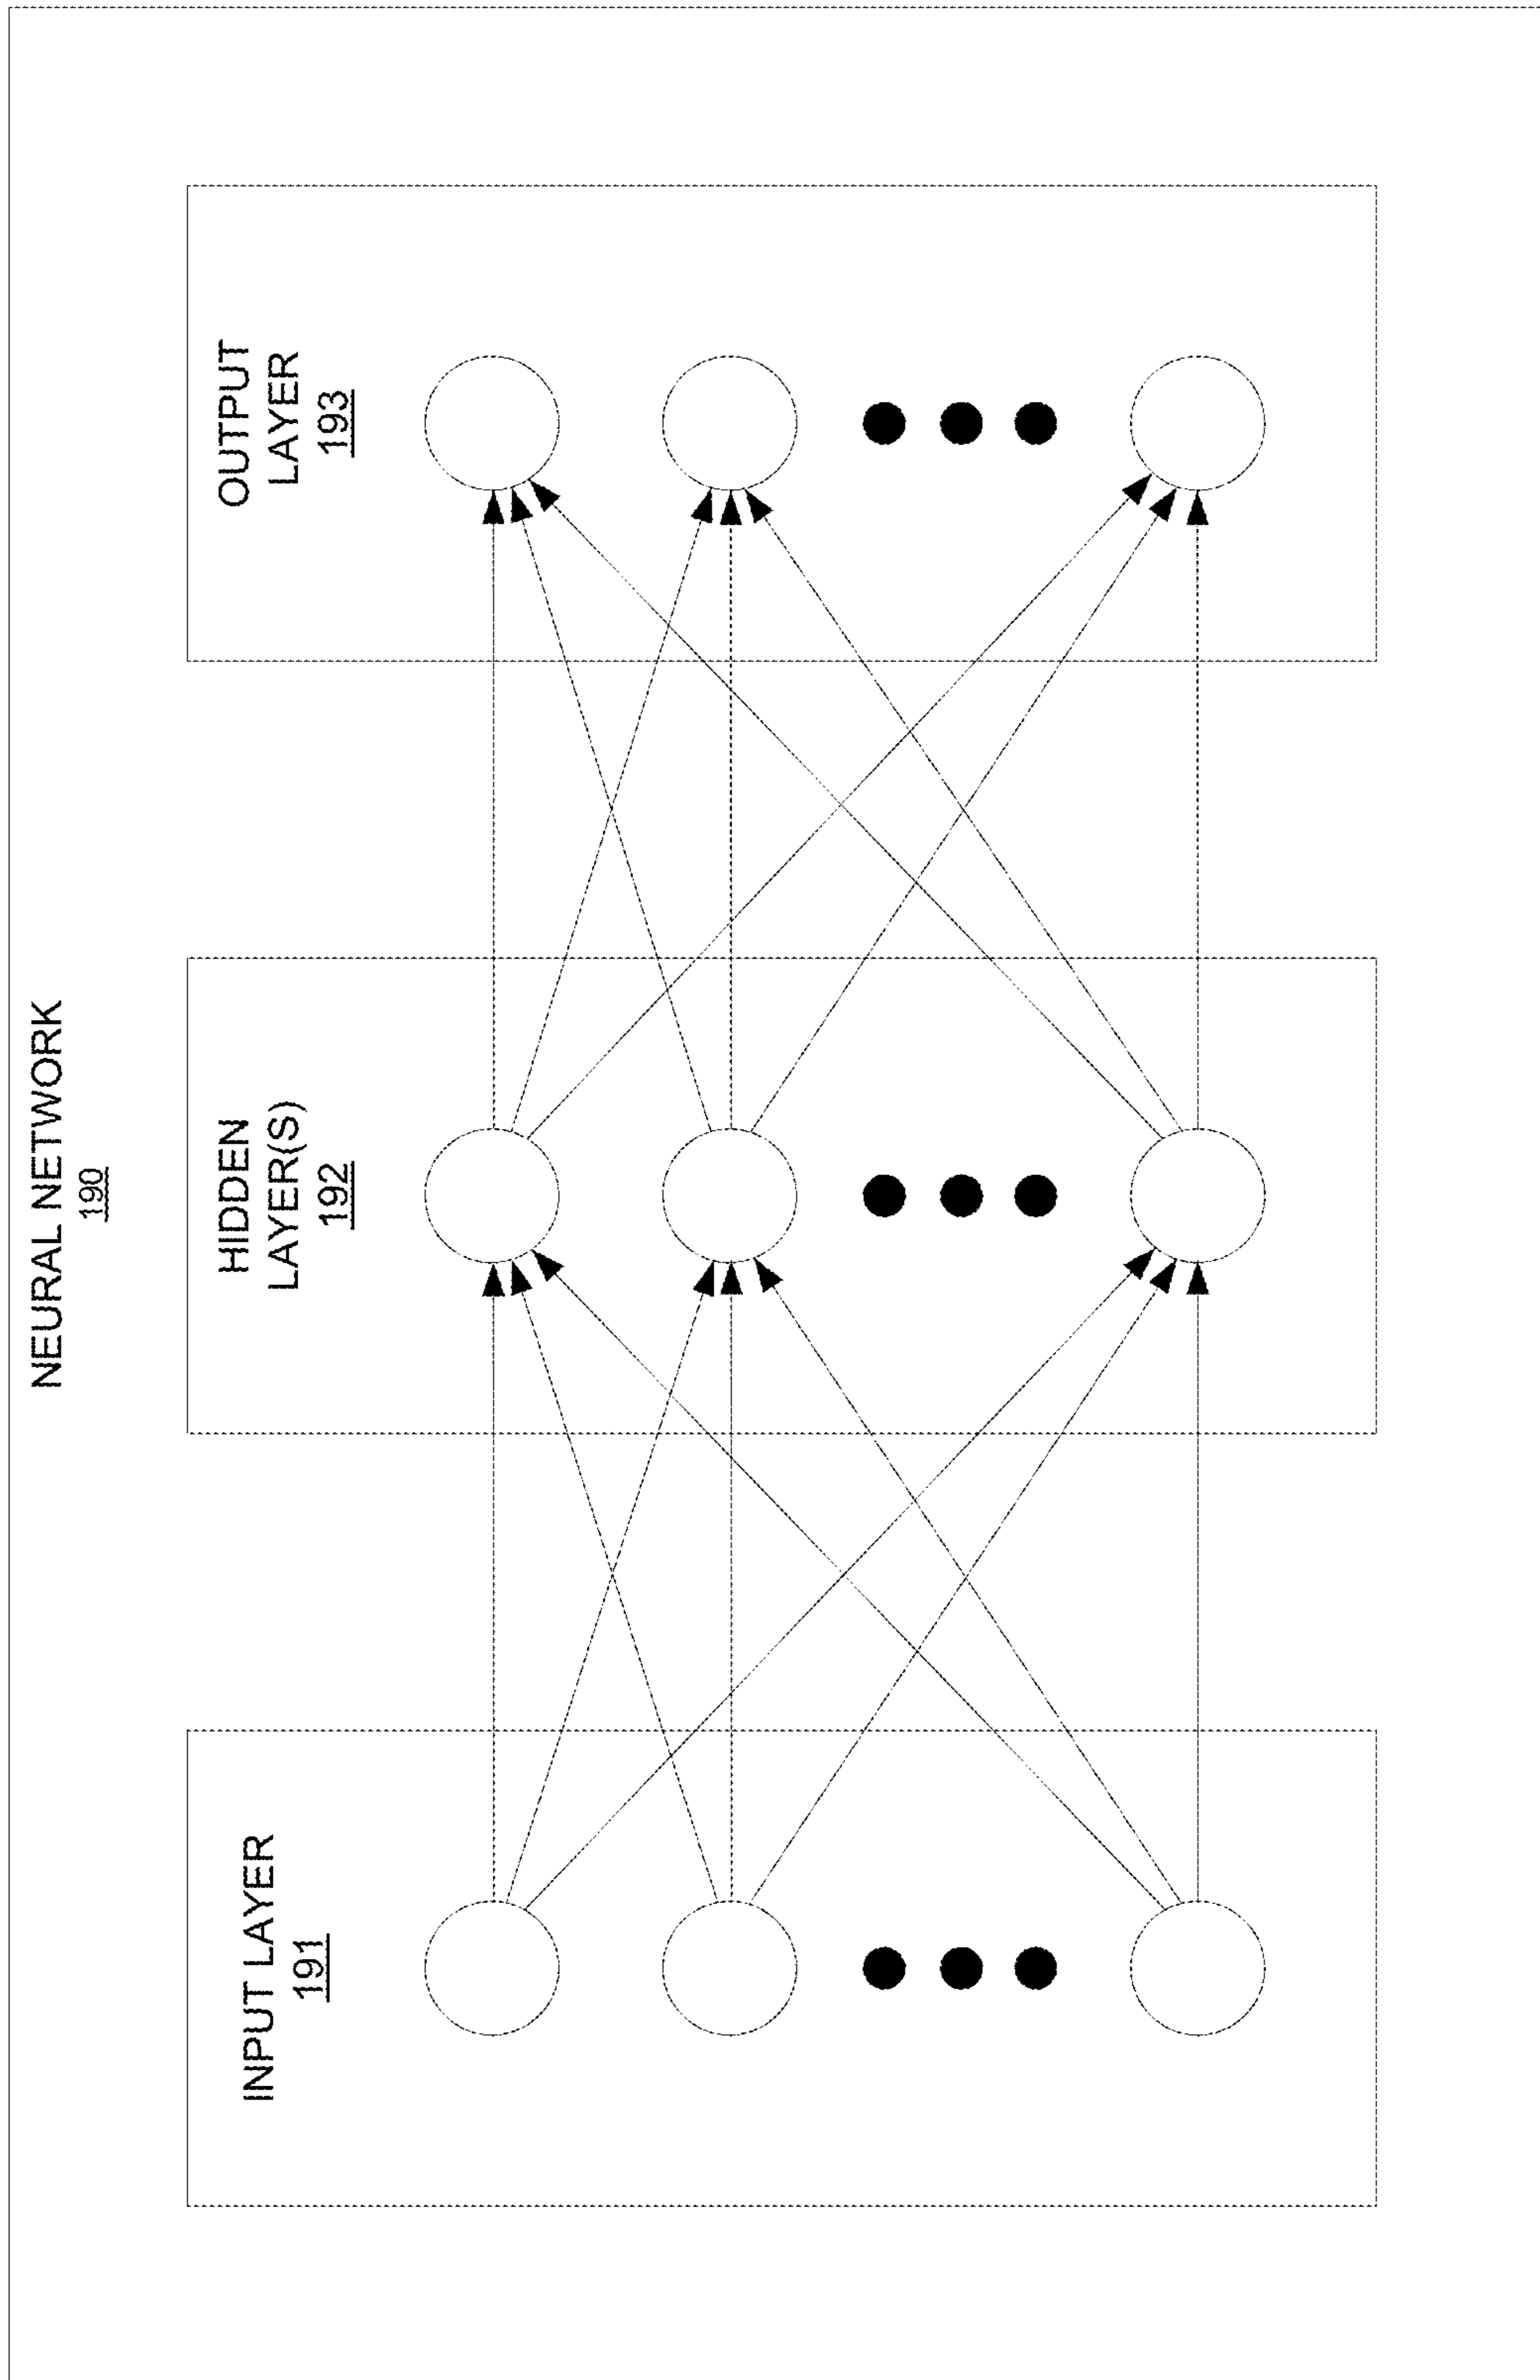 NEURAL NETWORK
190
INPUT LAYER
191
HIDDEN
LAYER(S)
192
OUTPUT
LAYER
193